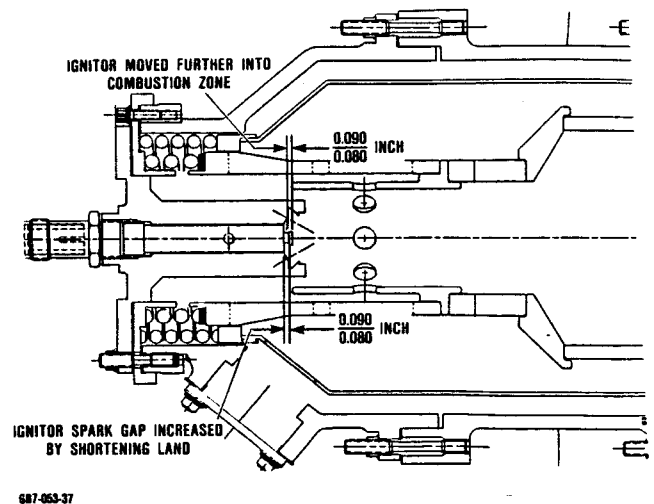 IGNITOR MOVED FURTHER INTO
COMBUSTION ZONE
0.090
0.080 INCH
0.090
0.080 INCH
IGNITOR SPARK GAP INCREASED
BY SHORTENING LAND
687-053-37